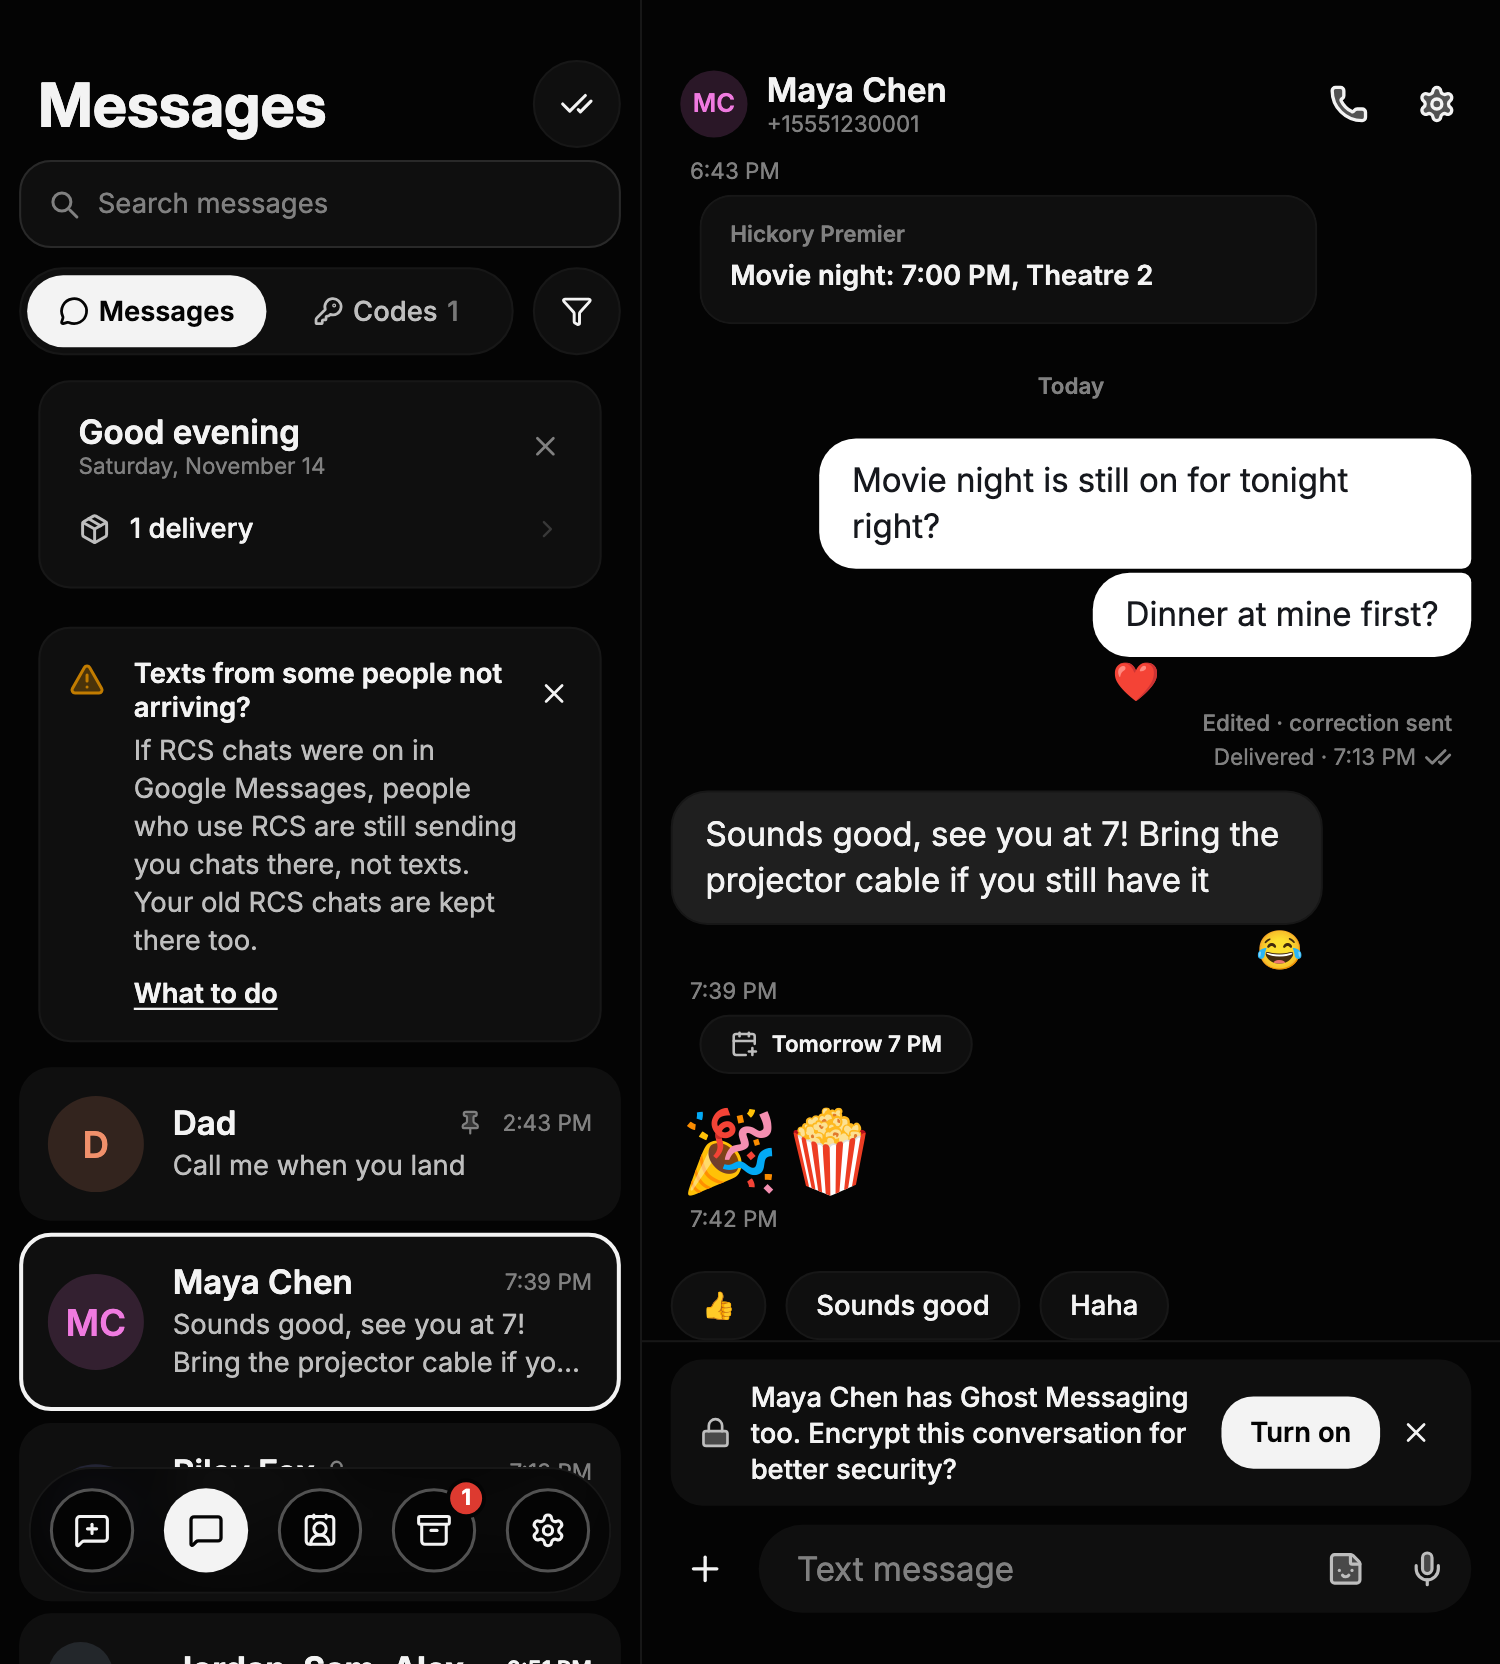 Messages
Search messages
Messages
Codes 1
Good evening
Saturday, November 14
1 delivery
Texts from some people not
arriving?
If RCS chats were on in
Google Messages, people
who use RCS are still sending
you chats there, not texts.
Your old RCS chats are kept
there too.
What to do
D
Dad
2:43 PM
Call me when you land
MC
Maya Chen
7:39 PM
Sounds good, see you at 7!
Bring the projector cable if yo...
1
MC
Maya Chen
+15551230001
6:43 PM
Hickory Premier
Movie night: 7:00 PM, Theatre 2
Today
Movie night is still on for tonight
right?
Dinner at mine first?
❤️
Edited · correction sent
Delivered · 7:13 PM
Sounds good, see you at 7! Bring the
projector cable if you still have it
😂
7:39 PM
Tomorrow 7 PM
🎉🍿
7:42 PM
👍
Sounds good
Haha
Maya Chen has Ghost Messaging
too. Encrypt this conversation for
better security?
Turn on
Text message